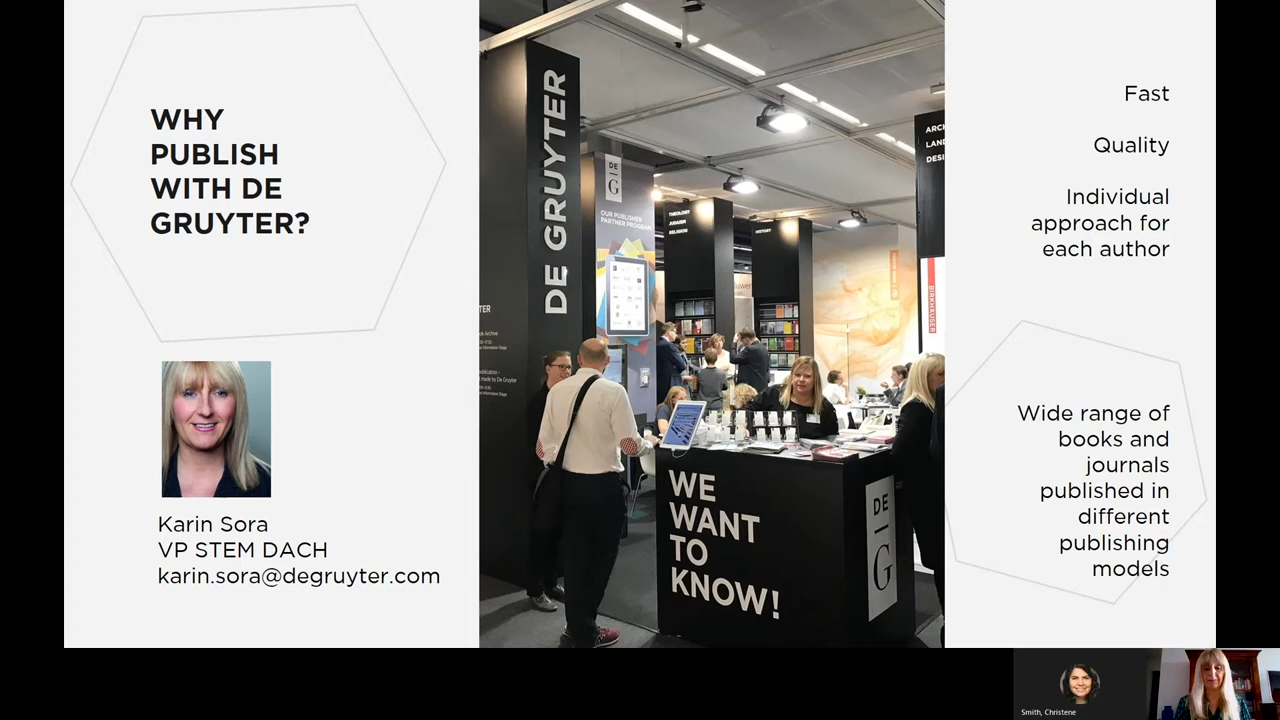 WHY
PUBLISH
WITH DE
GRUYTER?
Karin Sora
VP STEM DACH
karin.sora@degruyter.com
DE GRUYTER
DE
G
OUR PUBLISHER
PARTNER PROGRAM
THEOLOGY
JUDAISM
RELIGION
HISTORY
BIRKHÄUSER
WE
WANT
TO
KNOW!
DE
G
Fast
Quality
Individual
approach for
each author
Wide range of
books and
journals
published in
different
publishing
models
Smith, Christene